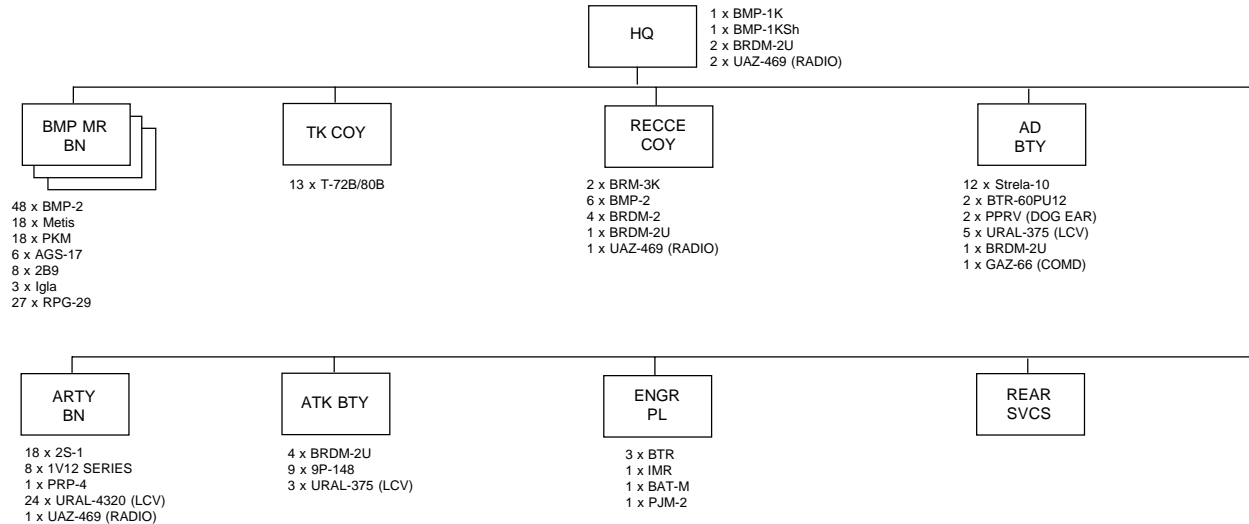 HQ
1 x BMP-1K
1 x BMP-1KSh
2 x BRDM-2U
2 x UAZ-469 (RADIO)
BMP MR
BN
48 x BMP-2
18 x Metis
18 x PKM
6 x AGS-17
8 x 2B9
3 x Igla
27 x RPG-29
TK COY
13 x T-72B/80B
RECCE
COY
2 x BRM-3K
6 x BMP-2
4 x BRDM-2
1 x BRDM-2U
1 x UAZ-469 (RADIO)
AD
BTY
12 x Strela-10
2 x BTR-60PU12
2 x PPRV (DOG EAR)
5 x URAL-375 (LCV)
1 x BRDM-2U
1 x GAZ-66 (COMD)
ARTY
BN
18 x 2S-1
8 x 1V12 SERIES
1 x PRP-4
24 x URAL-4320 (LCV)
1 x UAZ-469 (RADIO)
ATK BTY
4 x BRDM-2U
9 x 9P-148
3 x URAL-375 (LCV)
ENGR
PL
3 x BTR
1 x IMR
1 x BAT-M
1 x PJM-2
REAR
SVCS